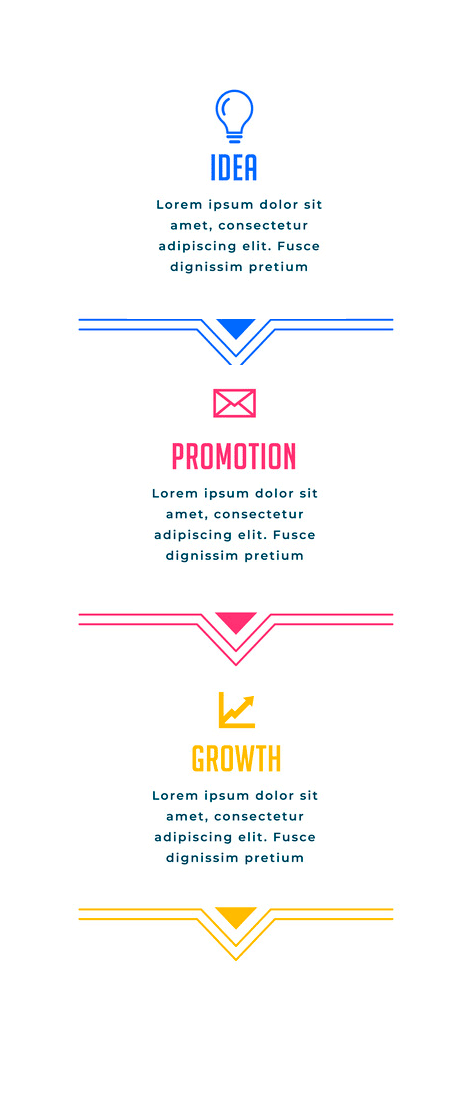 IDEA
Lorem ipsum dolor sit
amet, consectetur
adipiscing elit. Fusce
dignissim pretium
PROMOTION
Lorem ipsum dolor sit
amet, consectetur
adipiscing elit. Fusce
dignissim pretium
GROWTH
Lorem ipsum dolor sit
amet, consectetur
adipiscing elit. Fusce
dignissim pretium